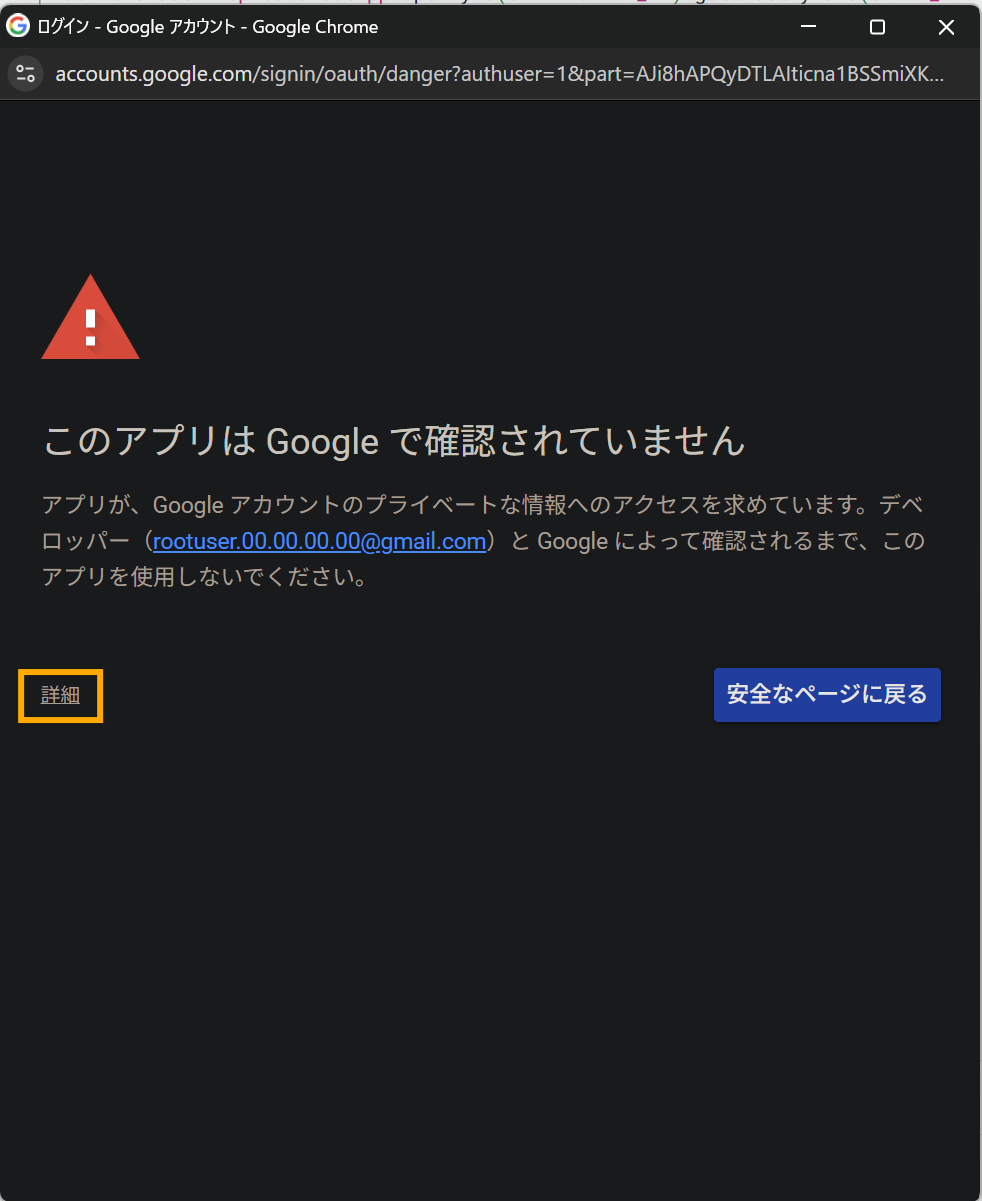 ログイン - Google アカウント - Google Chrome
accounts.google.com/signin/oauth/danger?authuser=1&part=AJi8hAPQyDTLAIticna1BSSmiXK...
このアプリは Google で確認されていません
アプリが、Google アカウントのプライベートな情報へのアクセスを求めています。デベ
ロッパー（rootuser.00.00.00.00@gmail.com）と Google によって確認されるまで、この
アプリを使用しないでください。
詳細
安全なページに戻る